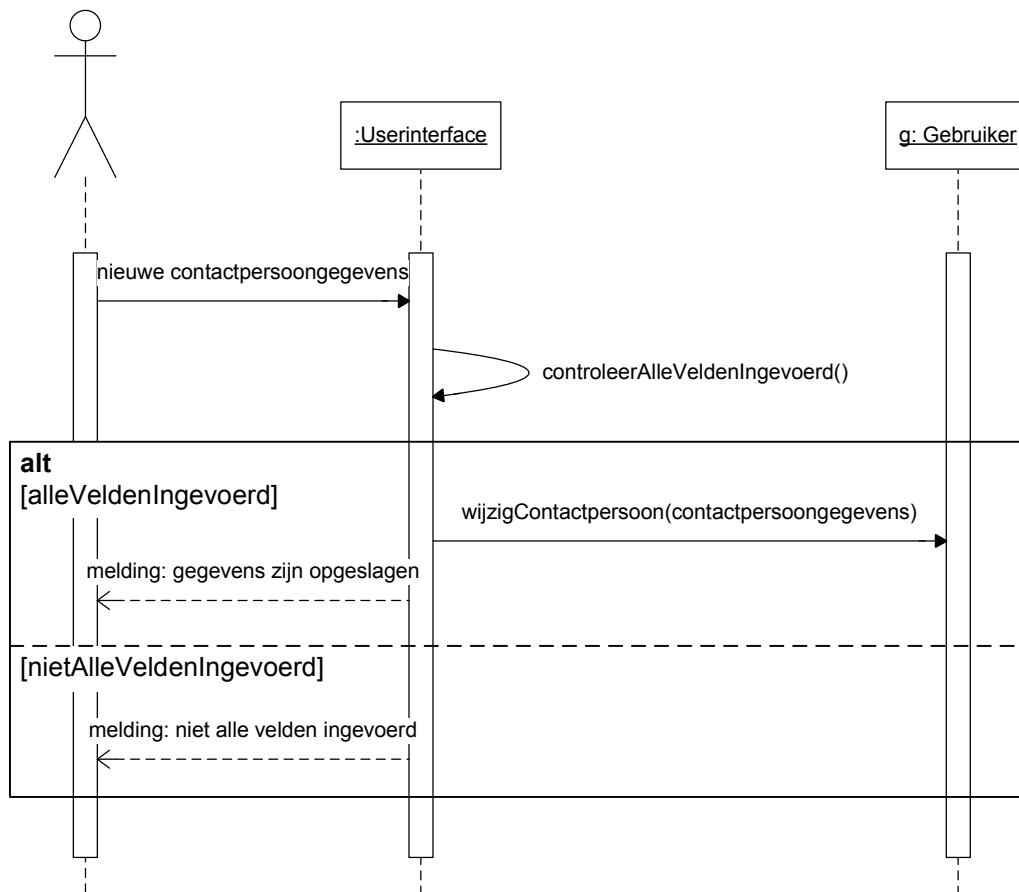 :Userinterface
g: Gebruiker
nieuwe contactpersoongegevens
controleerAlleVeldenIngevoerd()
alt
[alleVeldenIngevoerd]
wijzigContactpersoon(contactpersoongegevens)
melding: gegevens zijn opgeslagen
[nietAlleVeldenIngevoerd]
melding: niet alle velden ingevoerd